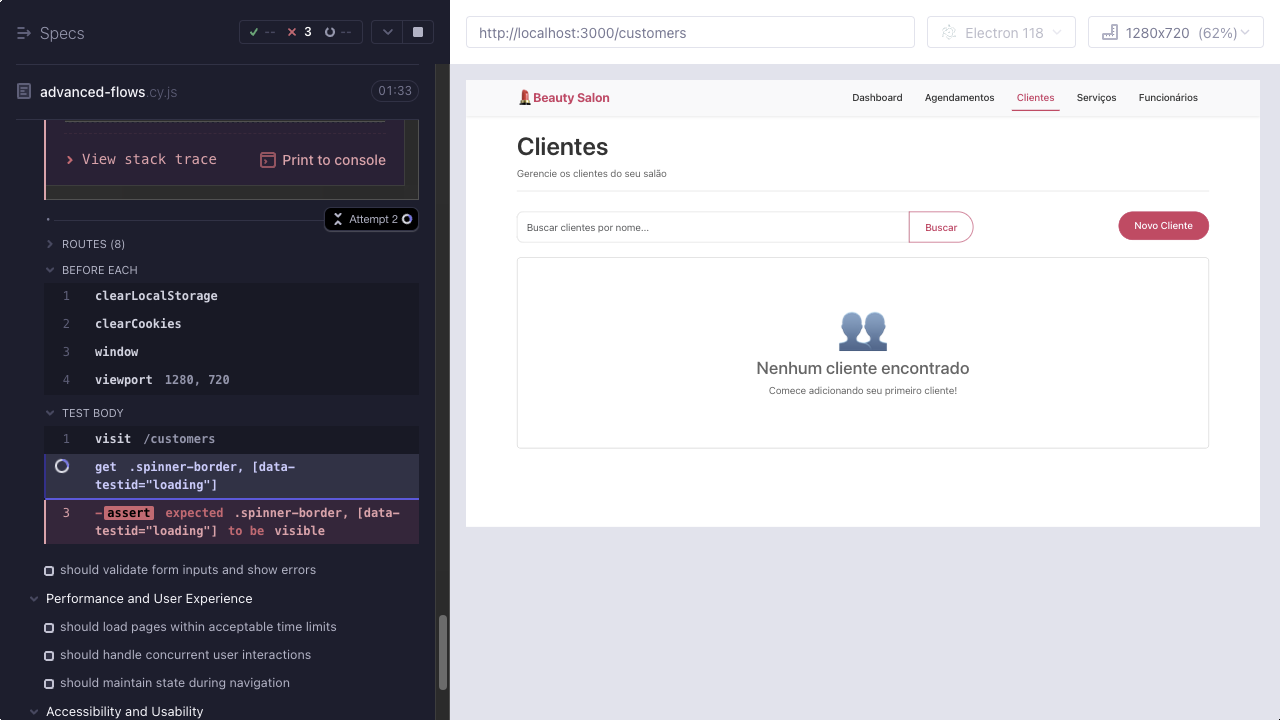 Specs
--
3
--
advanced-flows.cy.js
01:33
View stack trace
Print to console
Attempt 2
ROUTES (8)
BEFORE EACH
1 clearLocalStorage
2 clearCookies
3 window
4 viewport 1280, 720
TEST BODY
1 visit /customers
get .spinner-border, [data-
testid="loading"]
3 -assert expected .spinner-border, [data-
testid="loading"] to be visible
should validate form inputs and show errors
Performance and User Experience
should load pages within acceptable time limits
should handle concurrent user interactions
should maintain state during navigation
Accessibility and Usability
http://localhost:3000/customers
Electron 118
1280x720 (62%)
Beauty Salon
Dashboard
Agendamentos
Clientes
Serviços
Funcionários
Clientes
Gerencie os clientes do seu salão
Buscar clientes por nome...
Buscar
Novo Cliente
Nenhum cliente encontrado
Comece adicionando seu primeiro cliente!